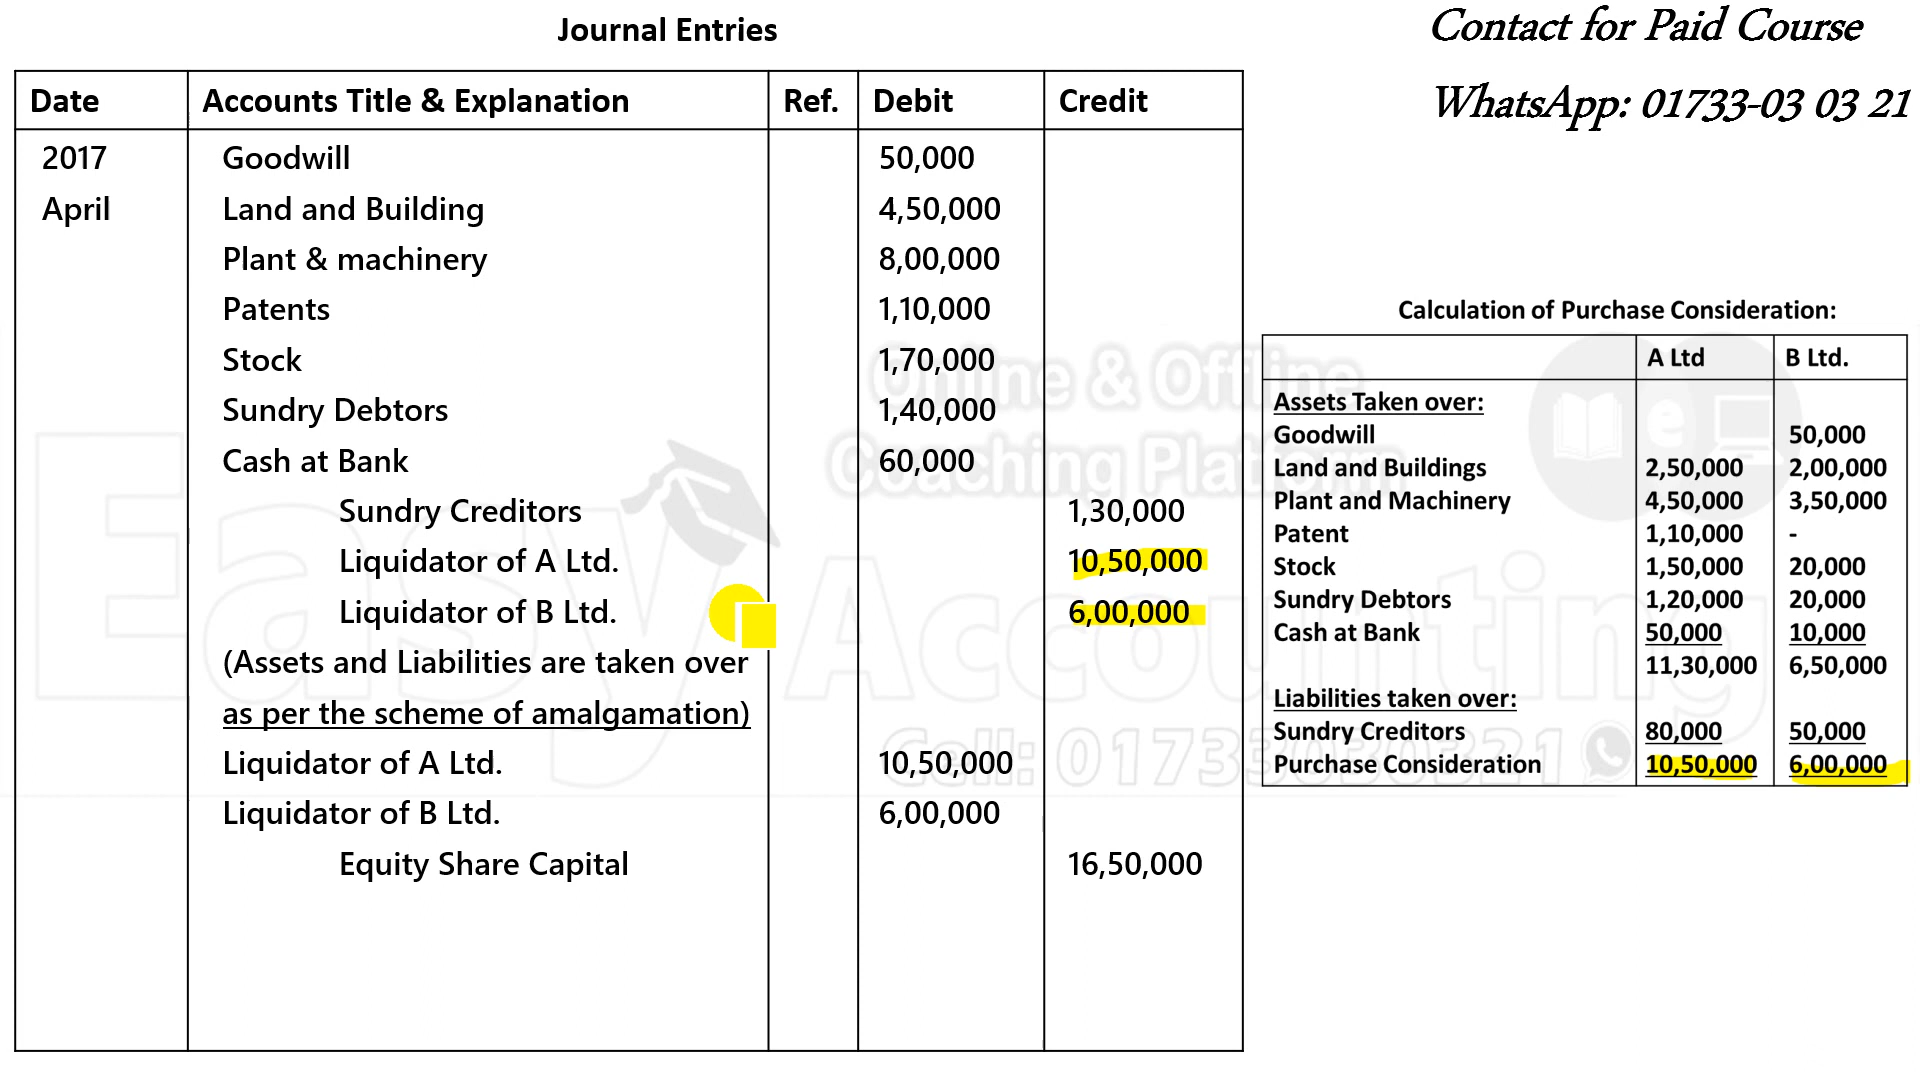 Journal Entries
Contact for Paid Course
WhatsApp: 01733-03 03 21
Date Accounts Title & Explanation Ref. Debit Credit
2017 Goodwill 50,000
April Land and Building 4,50,000
Plant & machinery 8,00,000
Patents 1,10,000
Stock 1,70,000
Sundry Debtors 1,40,000
Cash at Bank 60,000
Sundry Creditors 1,30,000
Liquidator of A Ltd. 10,50,000
Liquidator of B Ltd. 6,00,000
(Assets and Liabilities are taken over
as per the scheme of amalgamation)
Liquidator of A Ltd. 10,50,000
Liquidator of B Ltd. 6,00,000
Equity Share Capital 16,50,000
Calculation of Purchase Consideration:
A Ltd B Ltd.
Assets Taken over:
Goodwill 50,000
Land and Buildings 2,50,000 2,00,000
Plant and Machinery 4,50,000 3,50,000
Patent 1,10,000 -
Stock 1,50,000 20,000
Sundry Debtors 1,20,000 20,000
Cash at Bank 50,000 10,000
11,30,000 6,50,000
Liabilities taken over:
Sundry Creditors 80,000 50,000
Purchase Consideration 10,50,000 6,00,000
Online & Offline
Coaching Platform
e
Easy Accounting
Cell: 01733030321